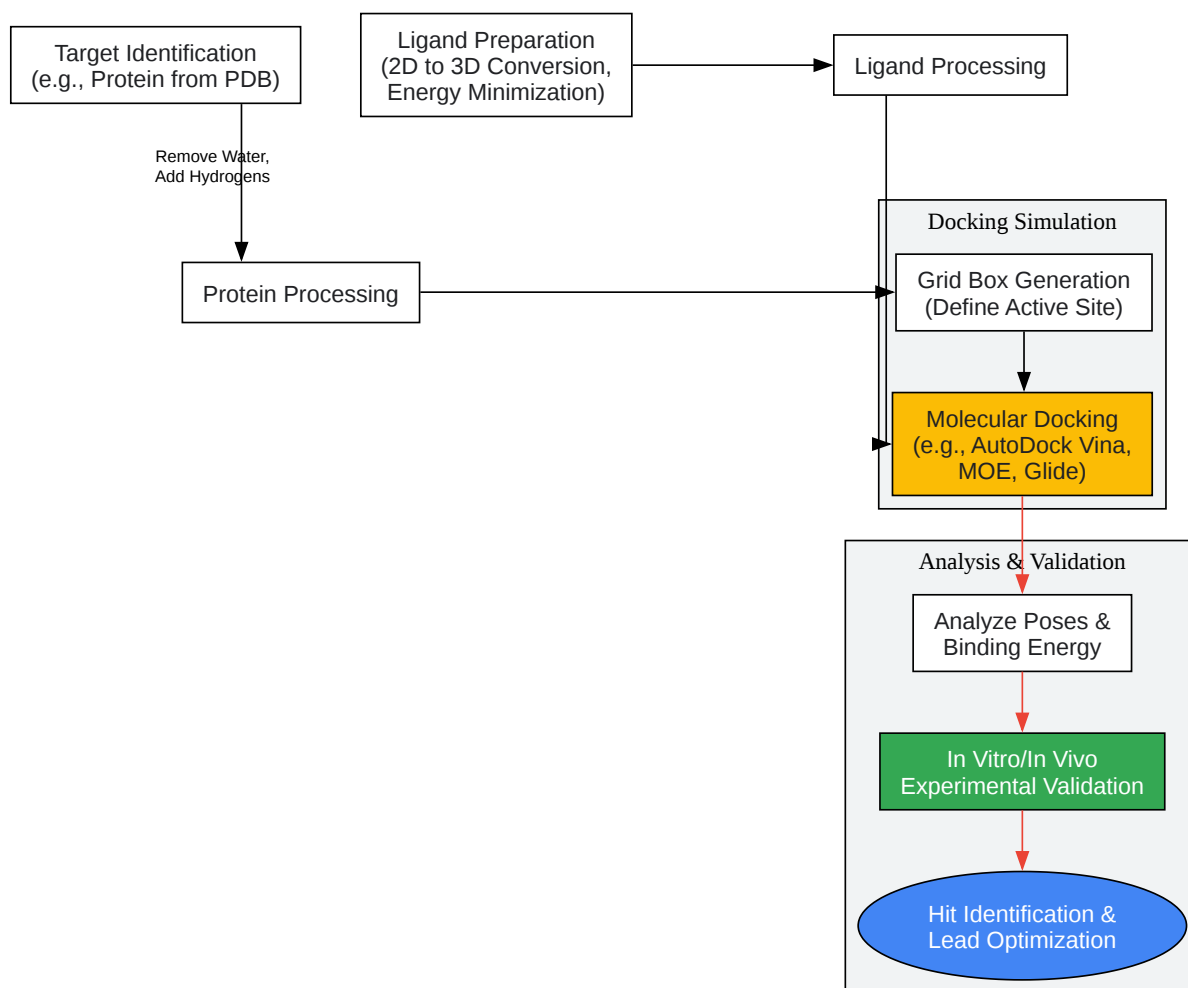 Target Identification
(e.g., Protein from PDB)
Ligand Preparation
(2D to 3D Conversion,
Energy Minimization)
Ligand Processing
Remove Water,
Add Hydrogens
Protein Processing
Docking Simulation
Grid Box Generation
(Define Active Site)
Molecular Docking
(e.g., AutoDock Vina,
MOE, Glide)
Analysis & Validation
Analyze Poses &
Binding Energy
In Vitro/In Vivo
Experimental Validation
Hit Identification &
Lead Optimization